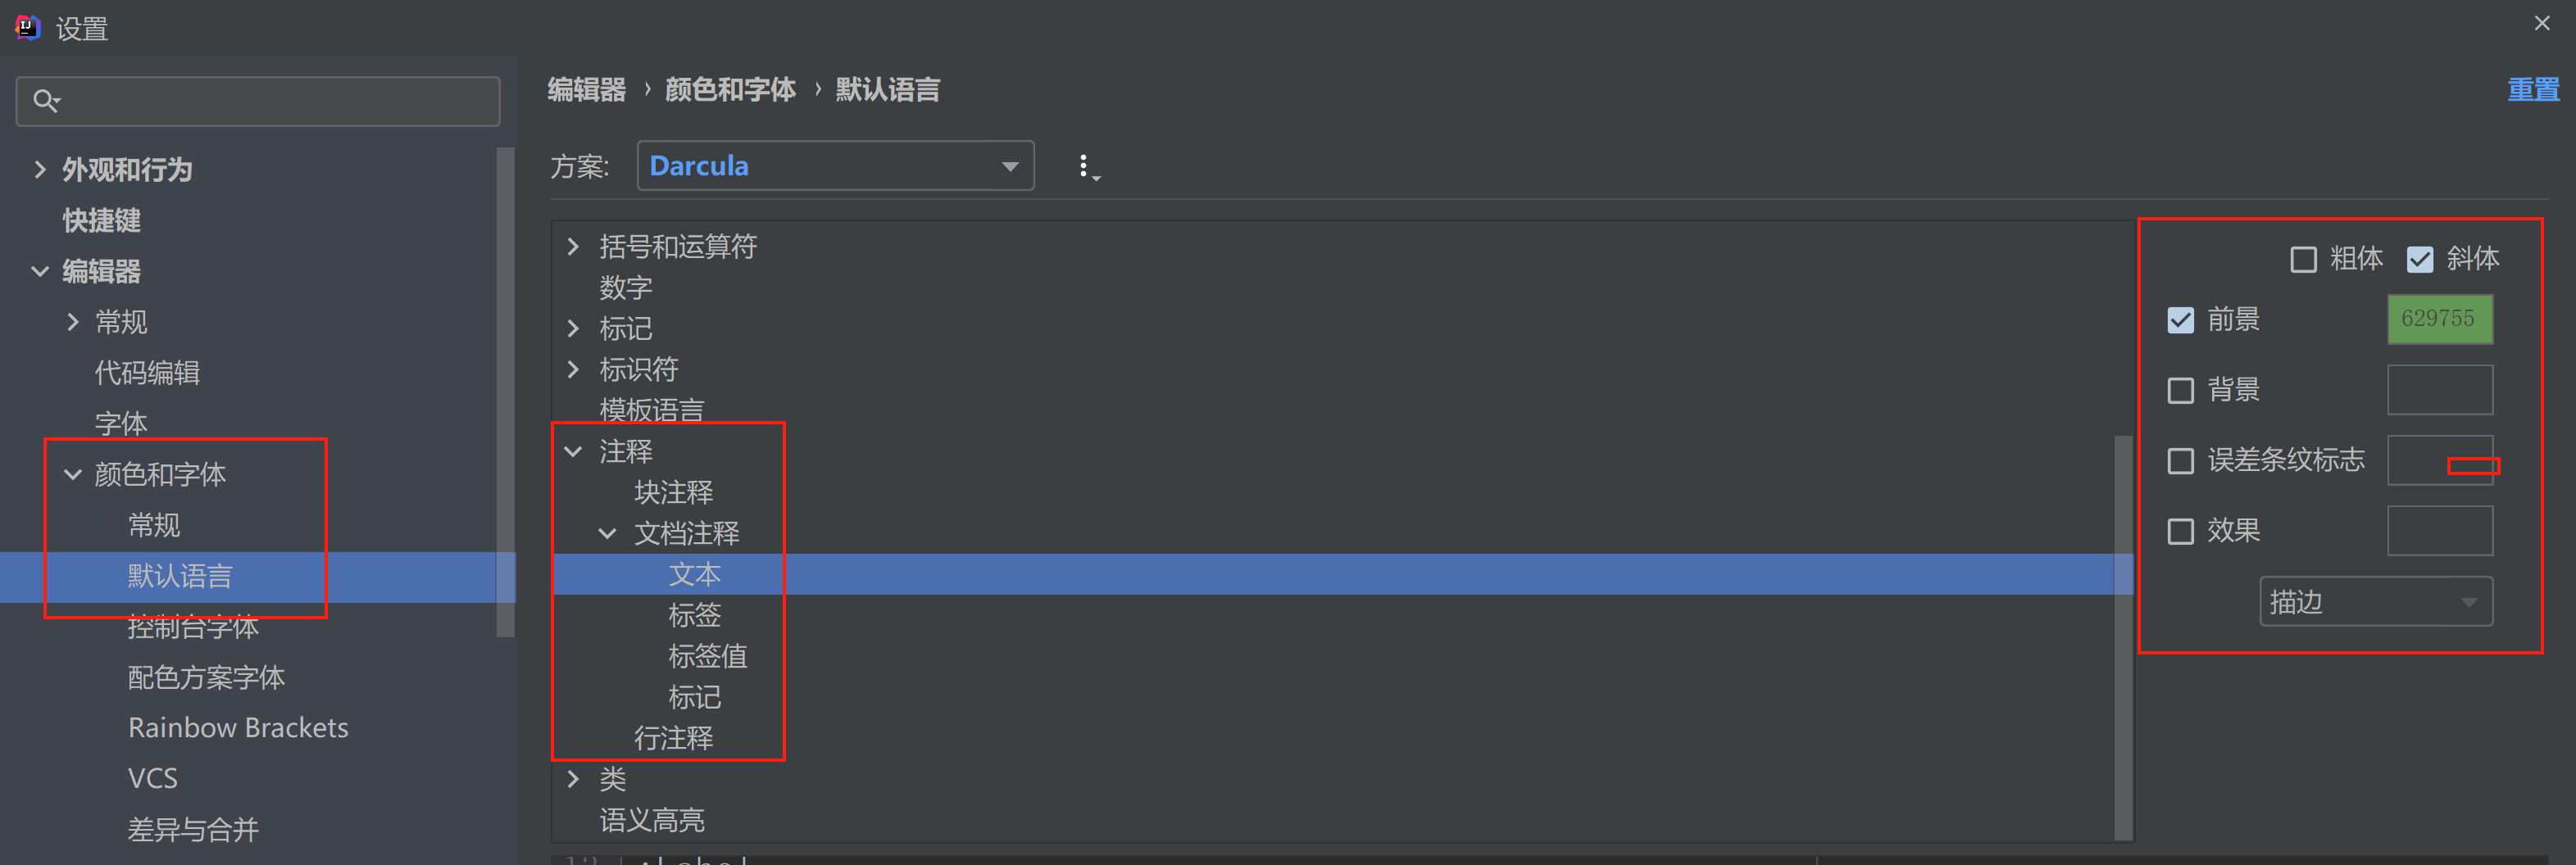 设置
外观和行为
快捷键
编辑器
常规
代码编辑
字体
颜色和字体
常规
默认语言
控制台字体
配色方案字体
Rainbow Brackets
VCS
差异与合并
编辑器 › 颜色和字体 › 默认语言
重置
方案: Darcula
括号和运算符
数字
标记
标识符
模板语言
注释
块注释
文档注释
文本
标签
标签值
标记
行注释
类
语义高亮
粗体 斜体
前景 629755
背景
误差条纹标志
效果
描边